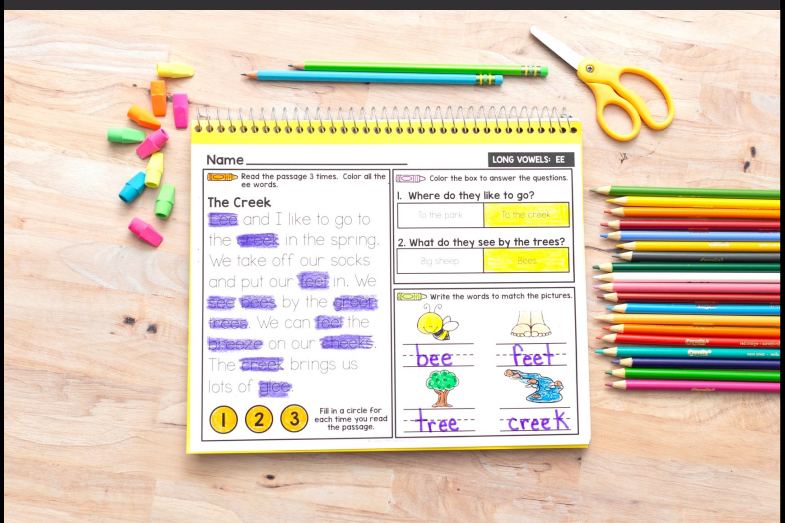 Name
LONG VOWELS: EE
Read the passage 3 times. Color all the
ee words.
The Creek
Lee and I like to go to
the creek in the spring.
We take off our socks
and put our feet in. We
see bees by the green
trees. We can feel the
breeze on our cheeks.
The creek brings us
lots of glee.
1 2 3
Fill in a circle for
each time you read
the passage.
Color the box to answer the questions.
1. Where do they like to go?
To the park To the creek
2. What do they see by the trees?
Big sheep Bees
Write the words to match the pictures.
bee feet
tree creek